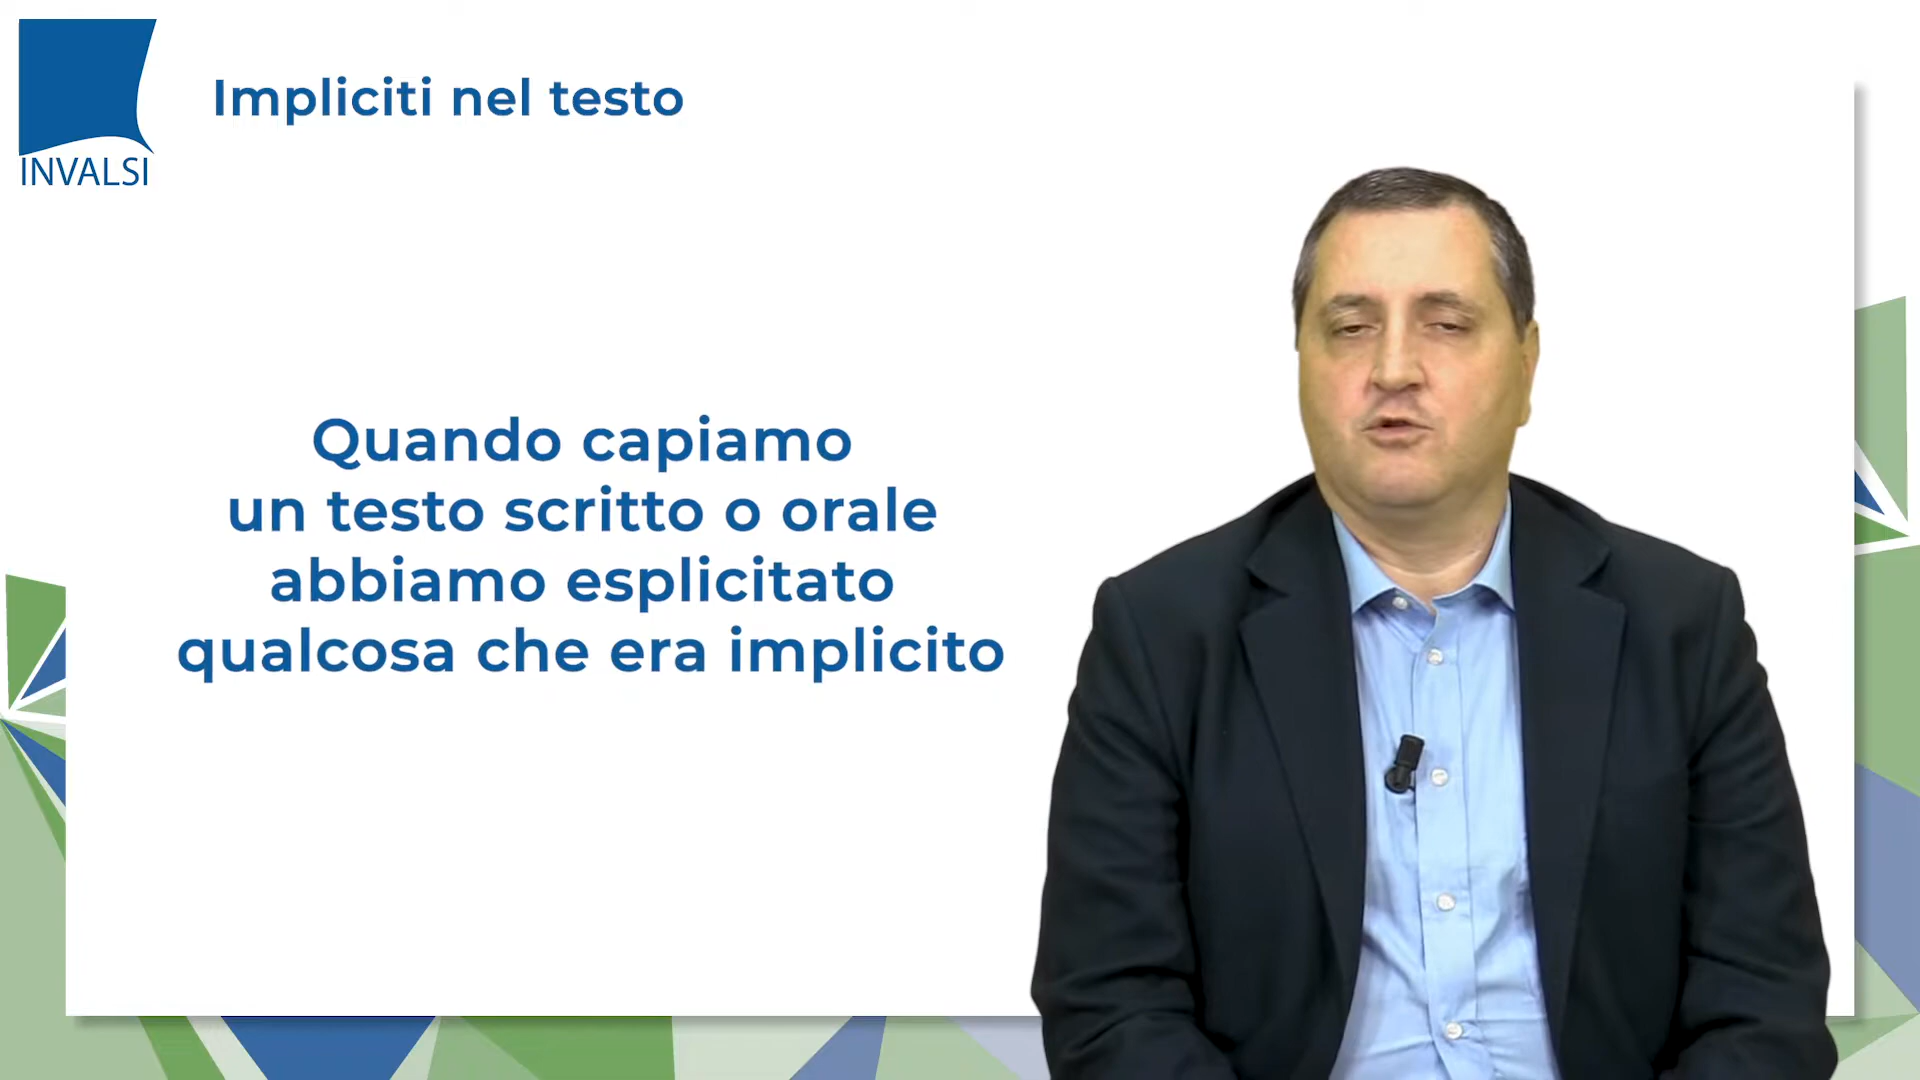 INVALSI
Impliciti nel testo
Quando capiamo
un testo scritto o orale
abbiamo esplicitato
qualcosa che era implicito